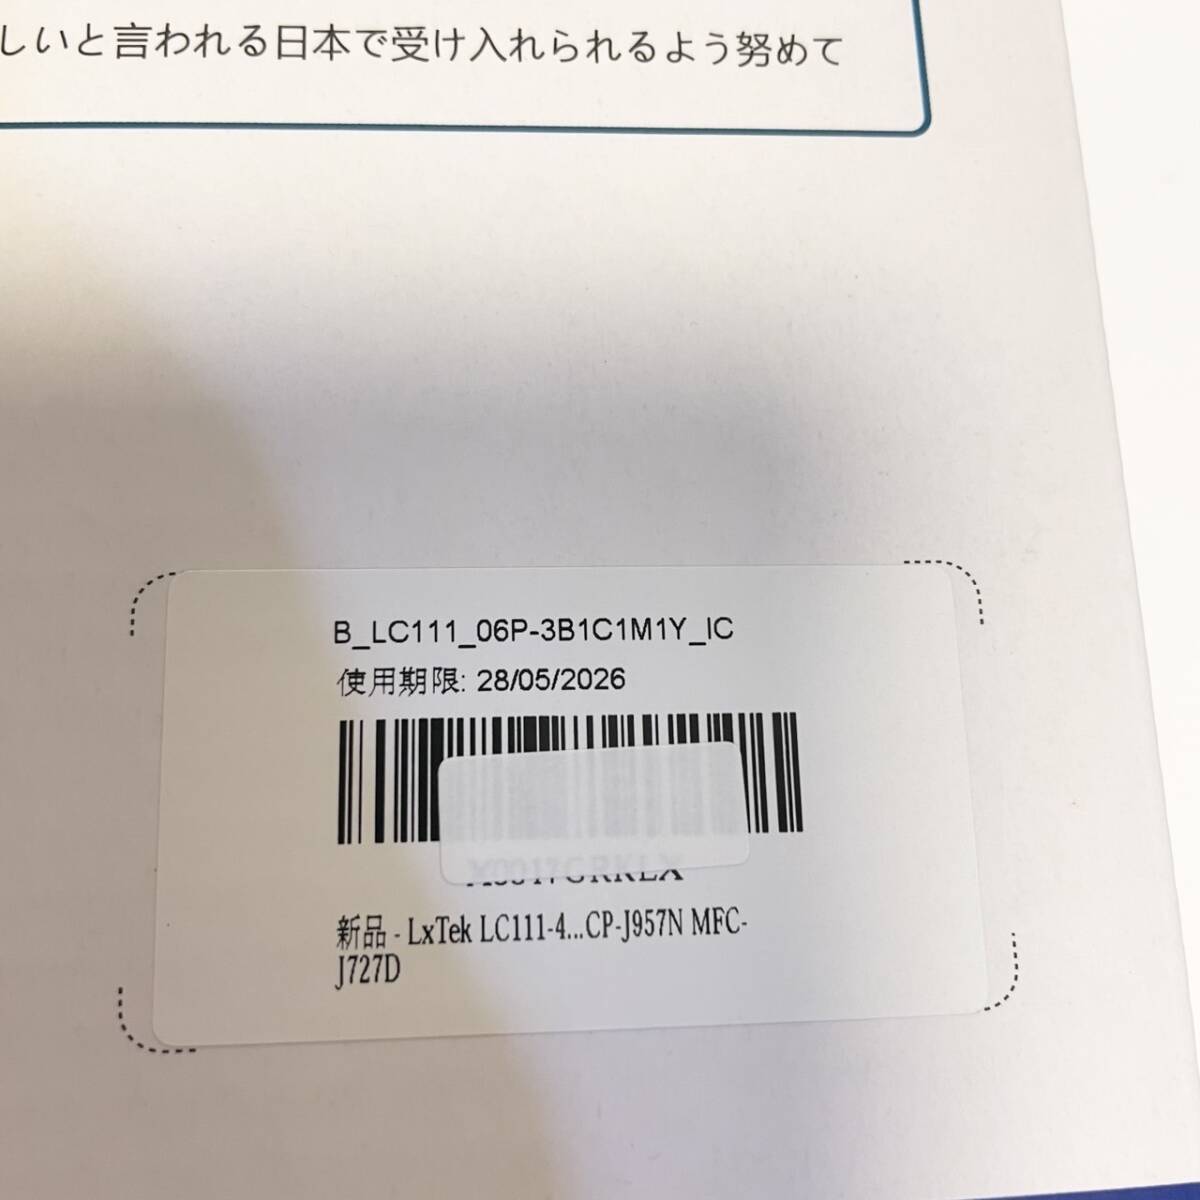 しいと言われる日本で受け入れられるよう努めて
B_LC111_06P-3B1C1M1Y_IC
使用期限: 28/05/2026
新品 - LxTek LC111-4...CP-J957N MFC-
J727D